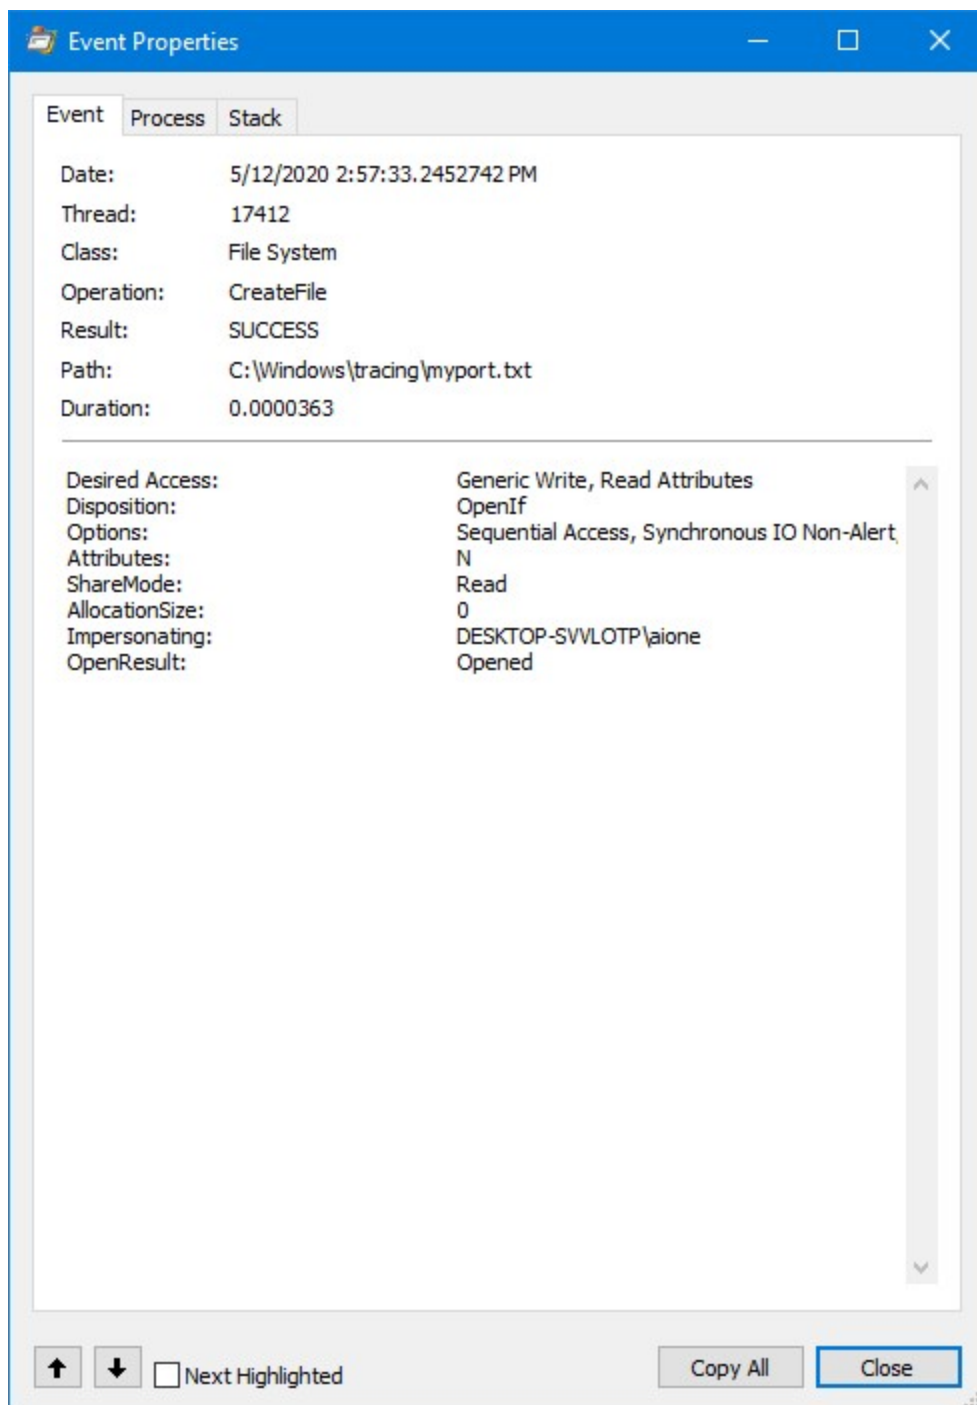 Event Properties
Event Process Stack
Date: 5/12/2020 2:57:33.2452742 PM
Thread: 17412
Class: File System
Operation: CreateFile
Result: SUCCESS
Path: C:\Windows\tracing\myport.txt
Duration: 0.0000363
Desired Access: Generic Write, Read Attributes
Disposition: OpenIf
Options: Sequential Access, Synchronous IO Non-Alert,
Attributes: N
ShareMode: Read
AllocationSize: 0
Impersonating: DESKTOP-SVVLOTP\aione
OpenResult: Opened
Next Highlighted Copy All Close